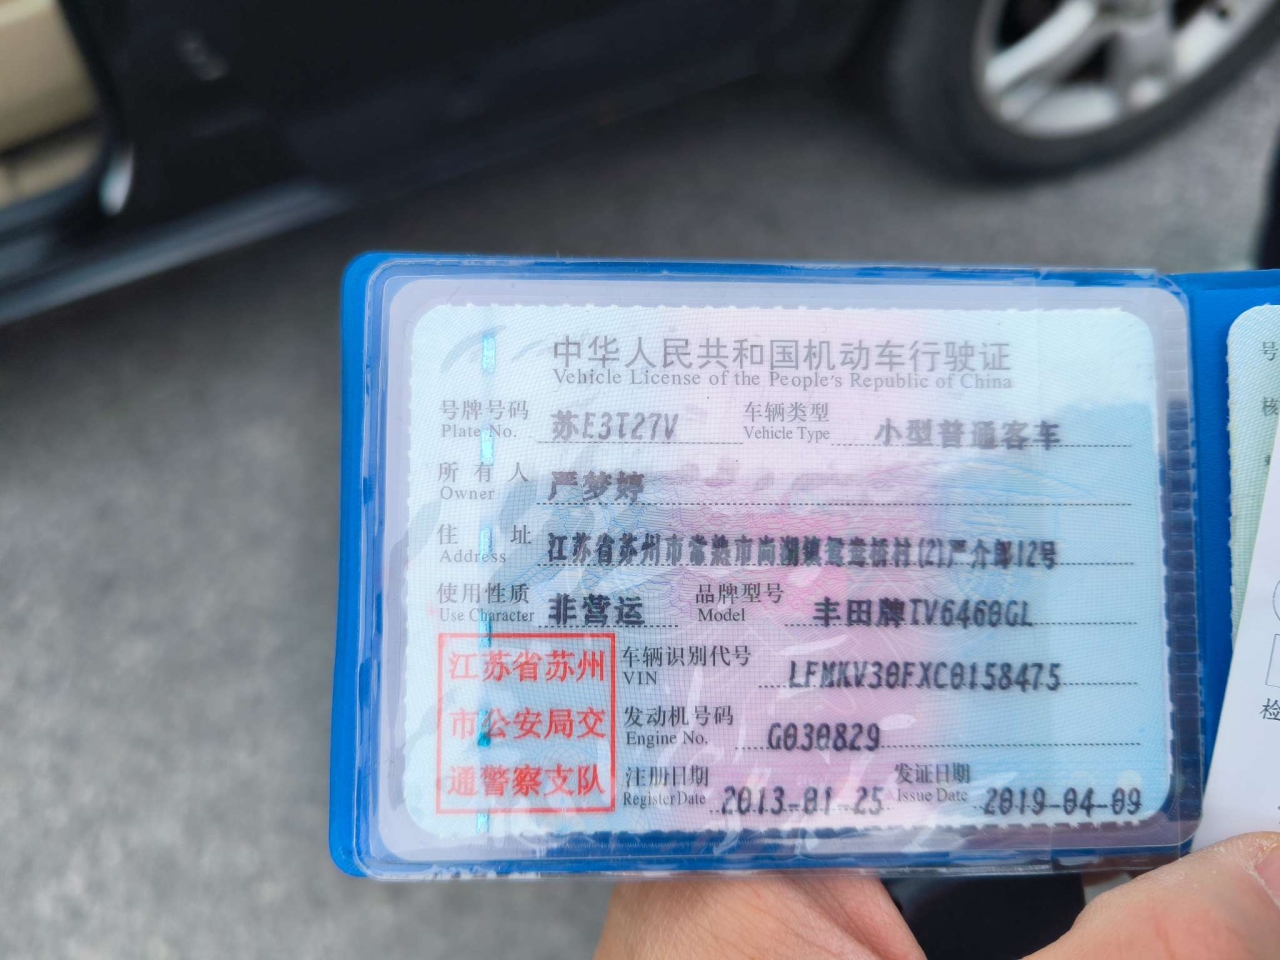 中华人民共和国机动车行驶证
Vehicle License of the People's Republic of China
号牌号码 苏E3T27V 车辆类型 小型普通客车
Plate No. Vehicle Type
所有人 严梦婷
Owner
住址 江苏省苏州市常熟市尚湖镇鸳鸯桥村(2)严介郎12号
Address
使用性质 非营运 品牌型号 丰田牌TV6460GL
Use Character Model
江苏省苏州
市公安局交
通警察支队
车辆识别代号 LFMKV30FXC0158475
VIN
发动机号码 G030829
Engine No.
注册日期 2013-01-25 发证日期 2019-04-09
Register Date Issue Date
号
核
检